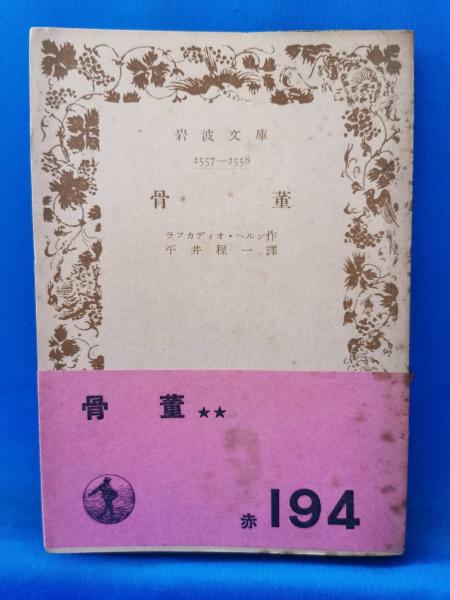 岩波文庫
2557—2558
骨董
ラフカディオ・ヘルン作
平井程一譯
骨董★★
赤194